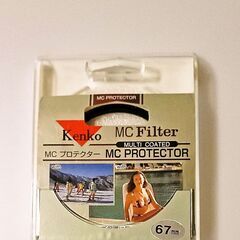 MC PROTECTOR
Kenko
MC Filter
MULTI COATED
MC プロテクター MC PROTECTOR
67mm